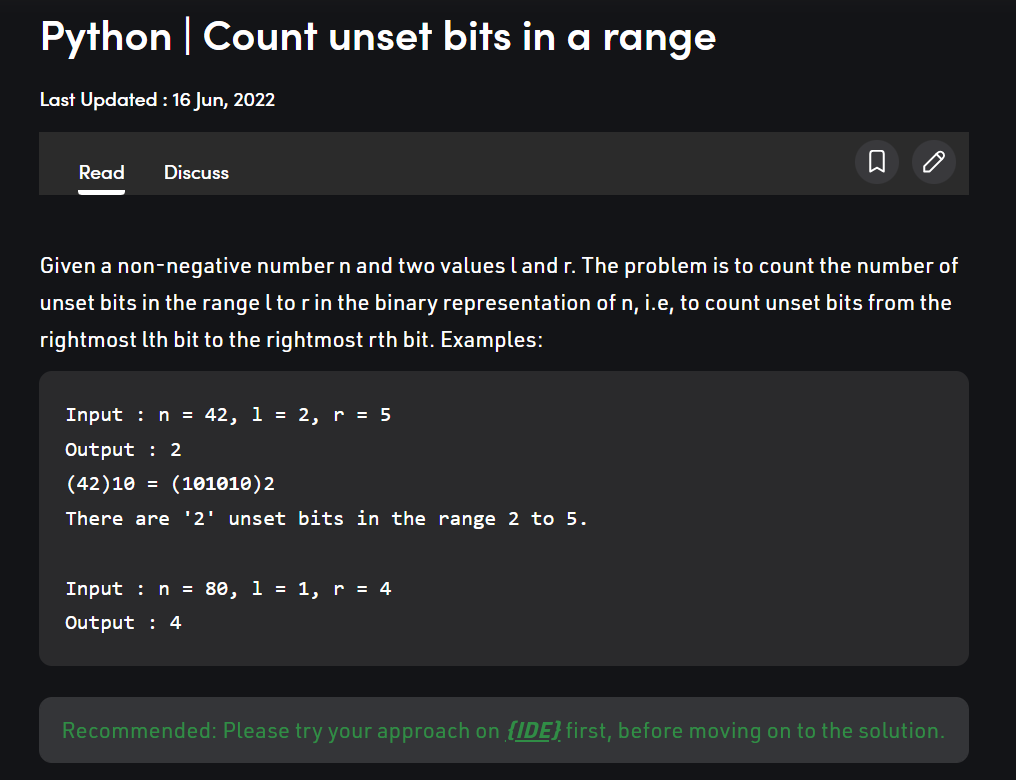 Python | Count unset bits in a range
Last Updated : 16 Jun, 2022
Read Discuss
Given a non-negative number n and two values l and r. The problem is to count the number of
unset bits in the range l to r in the binary representation of n, i.e, to count unset bits from the
rightmost lth bit to the rightmost rth bit. Examples:
Input : n = 42, l = 2, r = 5
Output : 2
(42)10 = (101010)2
There are '2' unset bits in the range 2 to 5.
Input : n = 80, l = 1, r = 4
Output : 4
Recommended: Please try your approach on {IDE} first, before moving on to the solution.